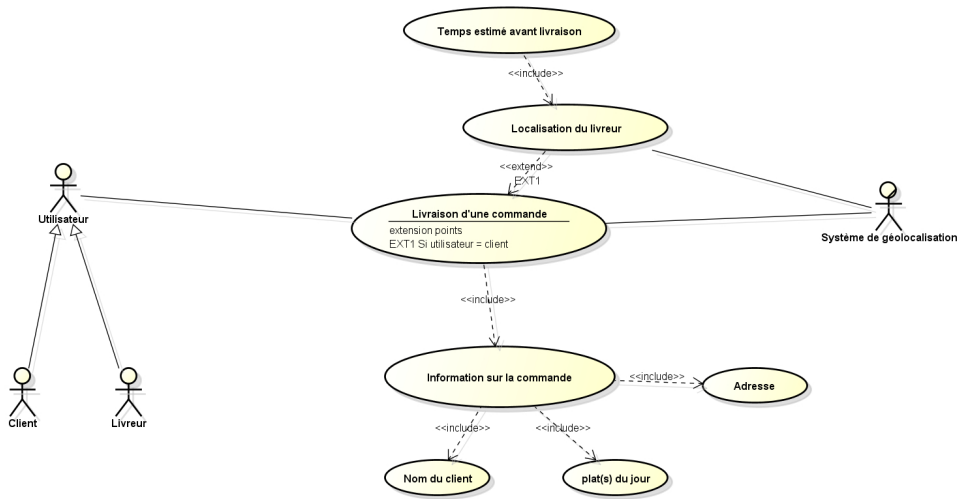 Temps estimé avant livraison
<<include>>
Localisation du livreur
<<extend>>
EXT1
Utilisateur
Livraison d'une commande
extension points
EXT1 Si utilisateur = client
Système de géolocalisation
<<include>>
Information sur la commande
<<include>>
Adresse
Client
Livreur
<<include>>
<<include>>
Nom du client
plat(s) du jour